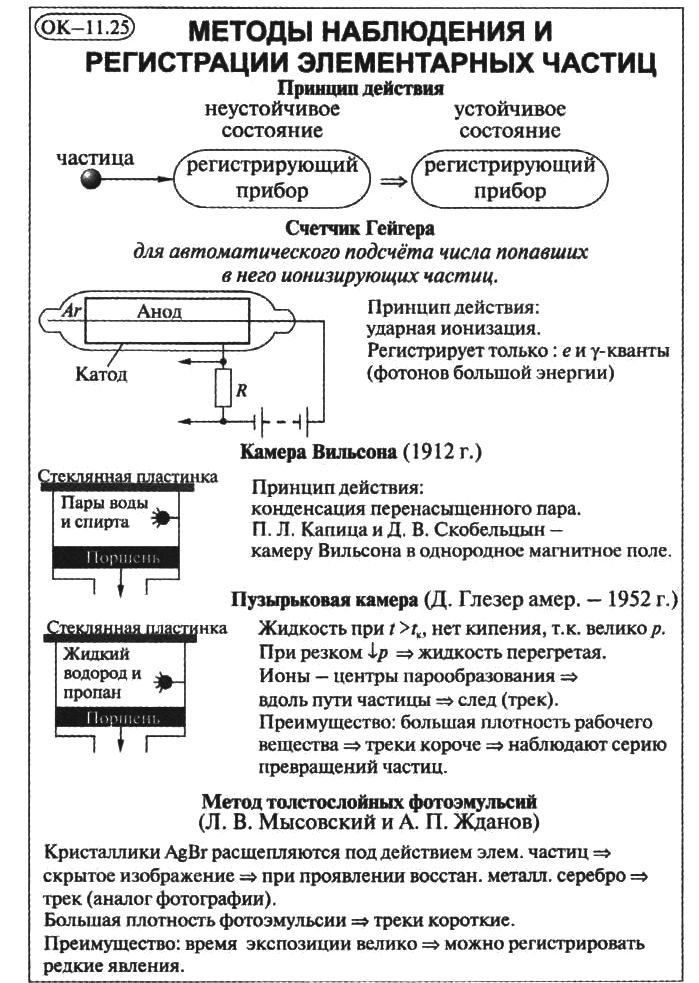 ОК–11.25
МЕТОДЫ НАБЛЮДЕНИЯ И
РЕГИСТРАЦИИ ЭЛЕМЕНТАРНЫХ ЧАСТИЦ
Принцип действия
неустойчивое состояние
устойчивое состояние
частица
регистрирующий прибор
⇒
регистрирующий прибор
Счетчик Гейгера
для автоматического подсчёта числа попавших
в него ионизирующих частиц.
Ar
Анод
Катод
R
Принцип действия:
ударная ионизация.
Регистрирует только : e и γ-кванты
(фотонов большой энергии)
Камера Вильсона (1912 г.)
Стеклянная пластинка
Пары воды
и спирта
Поршень
Принцип действия:
конденсация перенасыщенного пара.
П. Л. Капица и Д. В. Скобельцын –
камеру Вильсона в однородное магнитное поле.
Пузырьковая камера (Д. Глезер амер. – 1952 г.)
Стеклянная пластинка
Жидкий
водород и
пропан
Поршень
Жидкость при t >tк, нет кипения, т.к. велико p.
При резком ↓p ⇒ жидкость перегретая.
Ионы – центры парообразования ⇒
вдоль пути частицы ⇒ след (трек).
Преимущество: большая плотность рабочего
вещества ⇒ треки короче ⇒ наблюдают серию
превращений частиц.
Метод толстослойных фотоэмульсий
(Л. В. Мысовский и А. П. Жданов)
Кристаллики AgBr расщепляются под действием элем. частиц ⇒
скрытое изображение ⇒ при проявлении восстан. металл. серебро ⇒
трек (аналог фотографии).
Большая плотность фотоэмульсии ⇒ треки короткие.
Преимущество: время экспозиции велико ⇒ можно регистрировать
редкие явления.